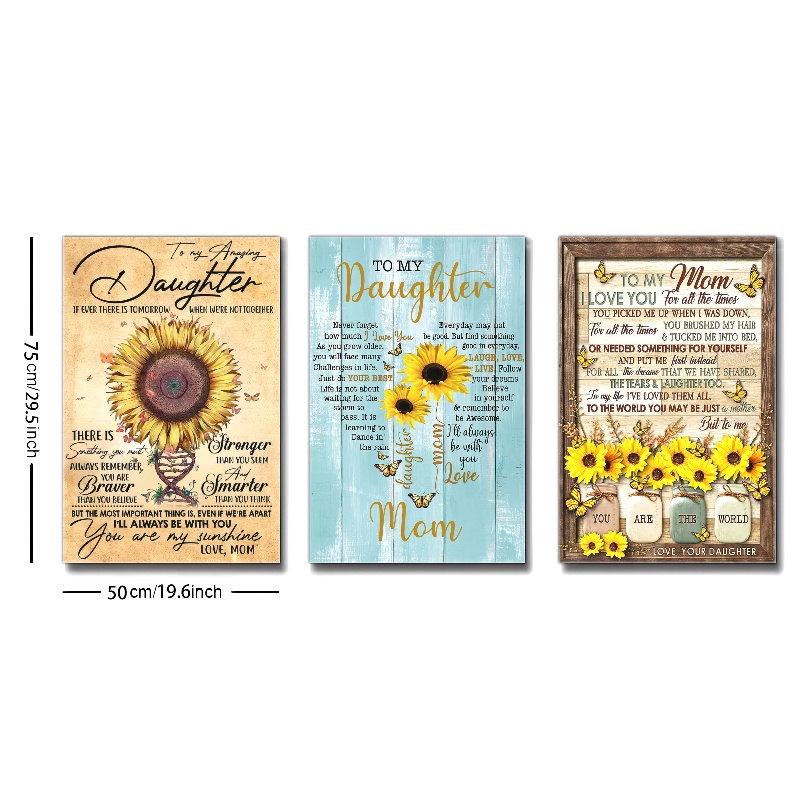 75cm/29.5inch
50cm/19.6inch
To my Amazing
Daughter
IF EVER THERE IS TOMORROW WHEN WE'RE NOT TOGETHER
THERE IS
Something you must
ALWAYS REMEMBER,
YOU ARE
Braver
THAN YOU BELIEVE
Stronger
THAN YOU SEEM
And
Smarter
THAN YOU THINK
BUT THE MOST IMPORTANT THING IS, EVEN IF WE'RE APART
I'LL ALWAYS BE WITH YOU
You are my sunshine
LOVE, MOM
TO MY
Daughter
Never forget
how much I Love You
As you grow older,
you will face many
Challenges in life.
Just do YOUR BEST
Life is not about
waiting for the
storm to
pass. It is
learning to
Dance in
the rain
Everyday may not
be good. But find something
good in everyday.
LAUGH, LOVE,
LIVE. Follow
your dreams
Believe
in yourself
& remember to
be Awesome.
I'll always
be with
you
Love
daughter
mom
Mom
TO MY Mom
I LOVE YOU For all the times
YOU PICKED ME UP WHEN I WAS DOWN,
For all the times YOU BRUSHED MY HAIR
& TUCKED ME INTO BED,
OR NEEDED SOMETHING FOR YOURSELF
AND PUT ME first instead
FOR ALL the dreams THAT WE HAVE SHARED,
THE TEARS & LAUGHTER TOO,
In my life I'VE LOVED THEM ALL,
TO THE WORLD YOU MAY BE JUST a mother
But to me
YOU ARE THE WORLD
LOVE, YOUR DAUGHTER